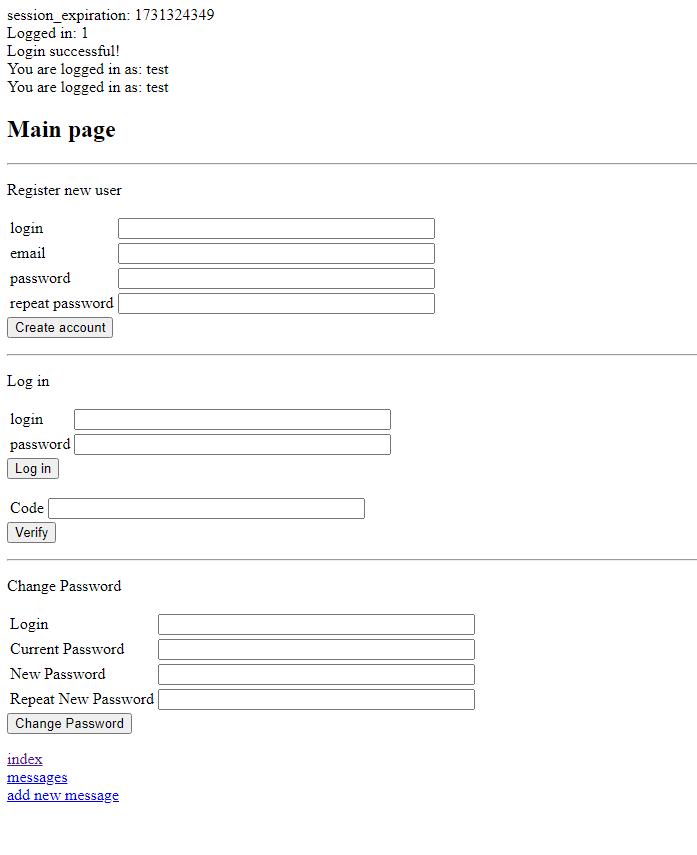 session_expiration: 1731324349
Logged in: 1
Login successful!
You are logged in as: test
You are logged in as: test
Main page
Register new user
login
email
password
repeat password
Create account
Log in
login
password
Log in
Code
Verify
Change Password
Login
Current Password
New Password
Repeat New Password
Change Password
index
messages
add new message